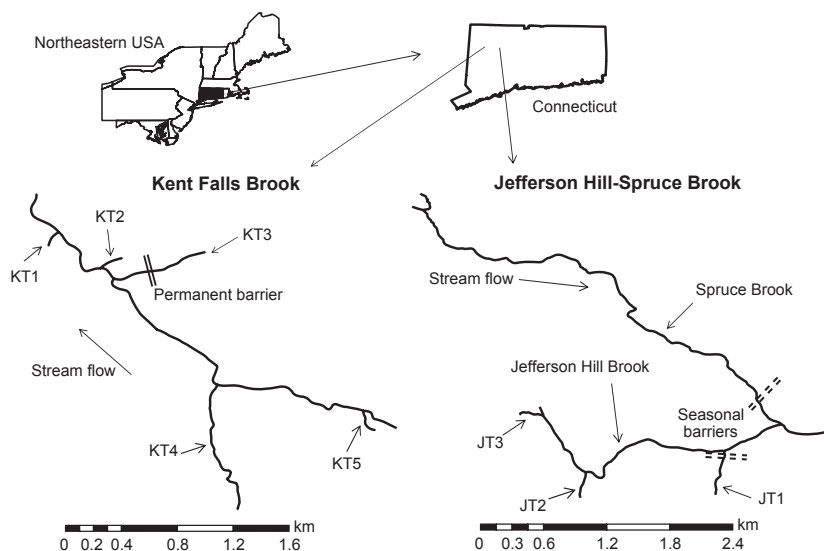 Northeastern USA
Connecticut
Kent Falls Brook
Jefferson Hill-Spruce Brook
KT2
KT3
KT1
Permanent barrier
Stream flow
Stream flow
Spruce Brook
Jefferson Hill Brook
Seasonal
barriers
KT4
KT5
JT3
JT2
JT1
km
0 0.2 0.4 0.8 1.2 1.6
km
0 0.3 0.6 1.2 1.8 2.4